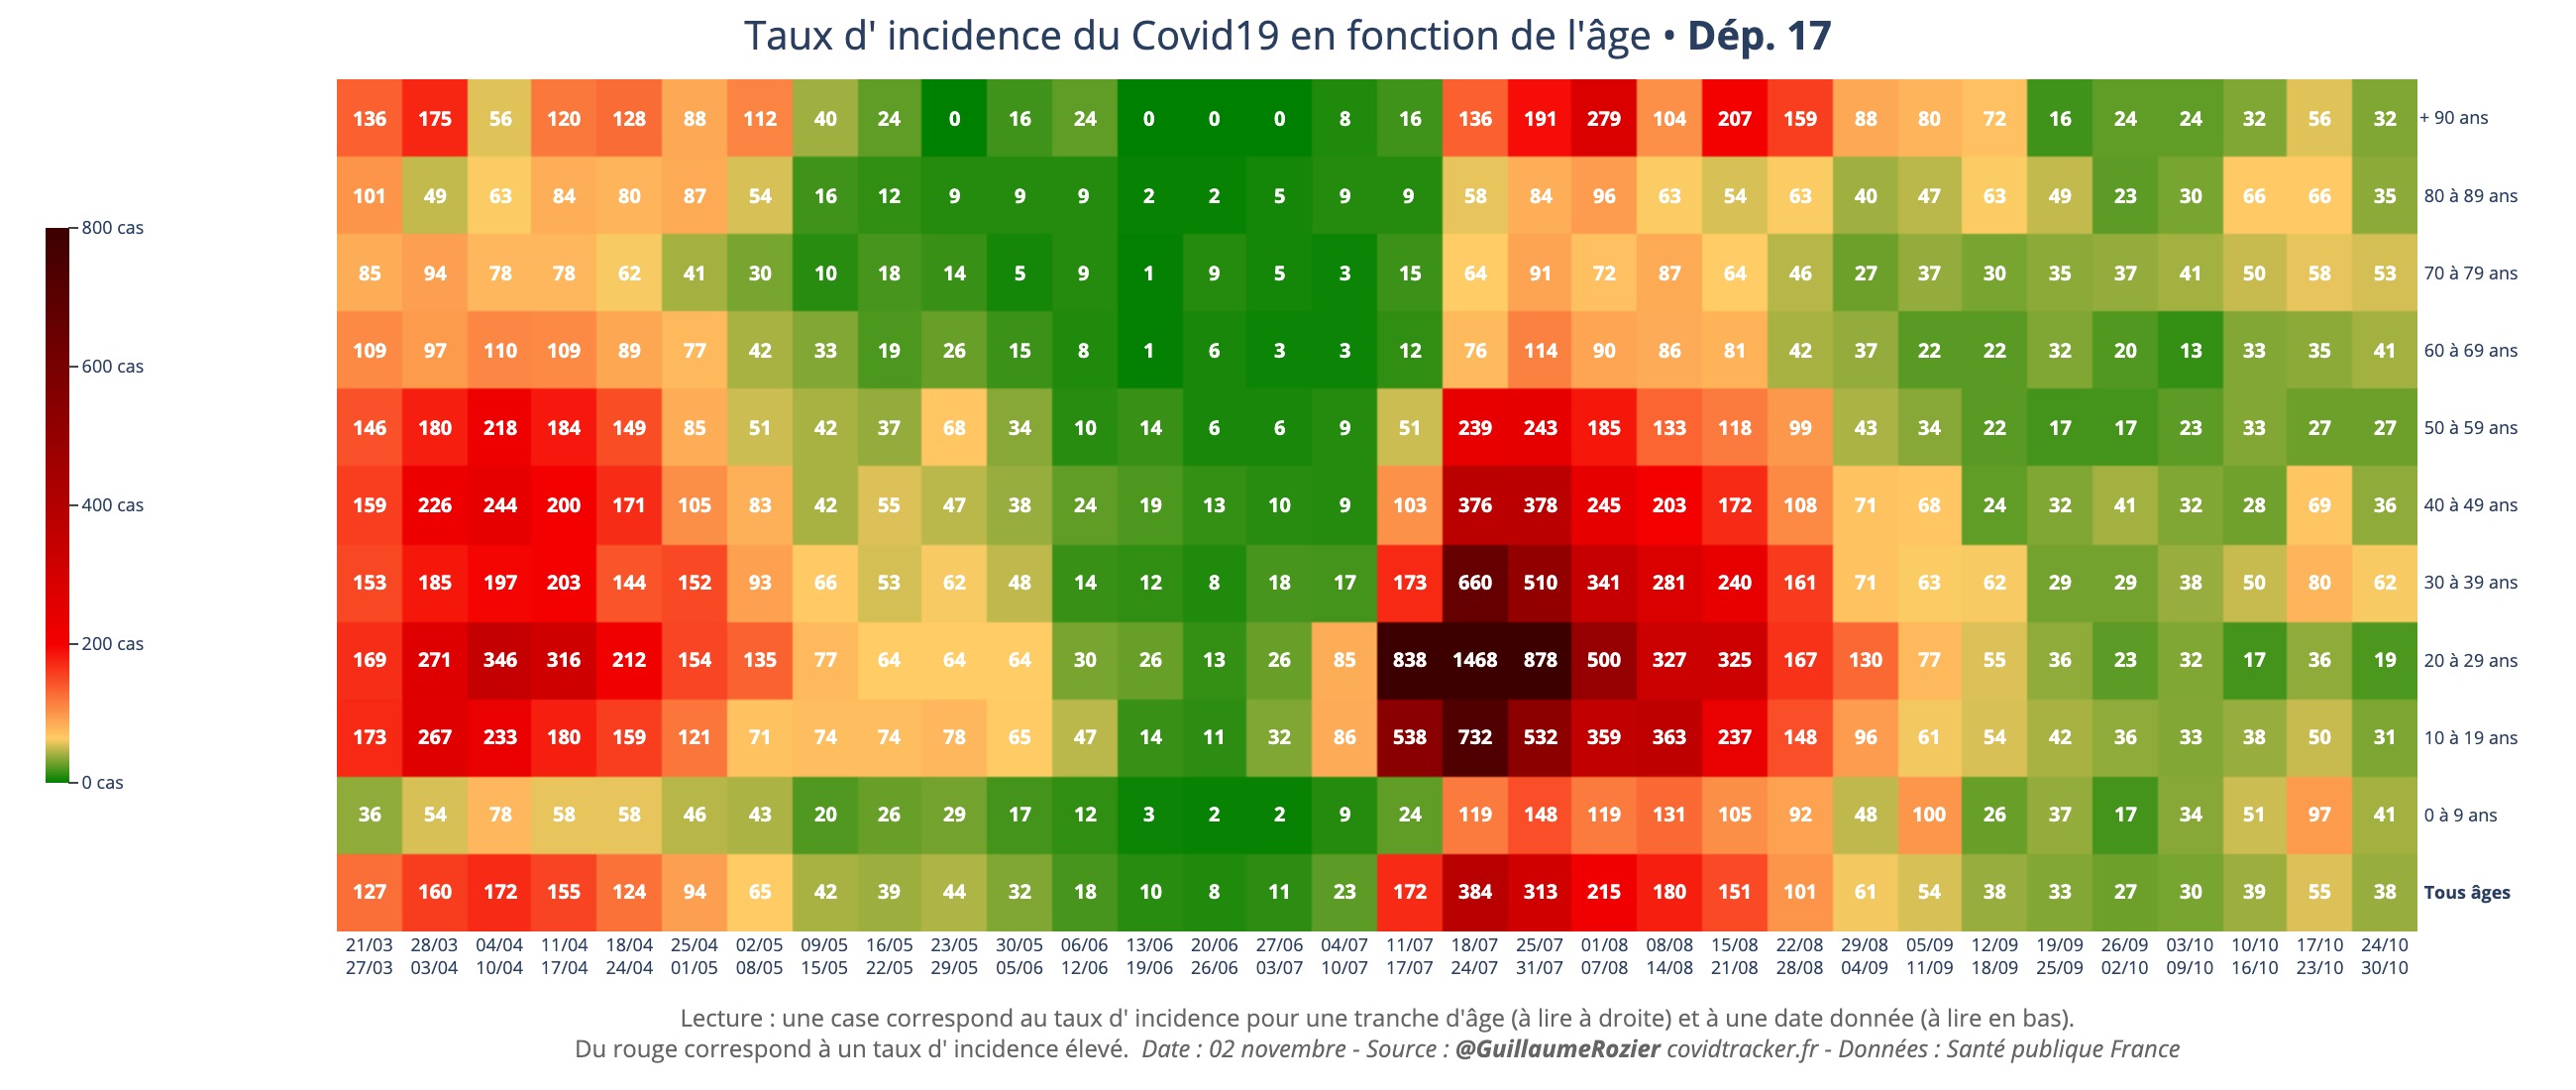 Taux d' incidence du Covid19 en fonction de l'âge • Dép. 17
800 cas
600 cas
400 cas
200 cas
0 cas
136 175 56 120 128 88 112 40 24 0 16 24 0 0 0 8 16 136 191 279 104 207 159 88 80 72 16 24 24 32 56 32 + 90 ans
101 49 63 84 80 87 54 16 12 9 9 9 2 2 5 9 9 58 84 96 63 54 63 40 47 63 49 23 30 66 66 35 80 à 89 ans
85 94 78 78 62 41 30 10 18 14 5 9 1 9 5 3 15 64 91 72 87 64 46 27 37 30 35 37 41 50 58 53 70 à 79 ans
109 97 110 109 89 77 42 33 19 26 15 8 1 6 3 3 12 76 114 90 86 81 42 37 22 22 32 20 13 33 35 41 60 à 69 ans
146 180 218 184 149 85 51 42 37 68 34 10 14 6 6 9 51 239 243 185 133 118 99 43 34 22 17 17 23 33 27 27 50 à 59 ans
159 226 244 200 171 105 83 42 55 47 38 24 19 13 10 9 103 376 378 245 203 172 108 71 68 24 32 41 32 28 69 36 40 à 49 ans
153 185 197 203 144 152 93 66 53 62 48 14 12 8 18 17 173 660 510 341 281 240 161 71 63 62 29 29 38 50 80 62 30 à 39 ans
169 271 346 316 212 154 135 77 64 64 64 30 26 13 26 85 838 1468 878 500 327 325 167 130 77 55 36 23 32 17 36 19 20 à 29 ans
173 267 233 180 159 121 71 74 74 78 65 47 14 11 32 86 538 732 532 359 363 237 148 96 61 54 42 36 33 38 50 31 10 à 19 ans
36 54 78 58 58 46 43 20 26 29 17 12 3 2 2 9 24 119 148 119 131 105 92 48 100 26 37 17 34 51 97 41 0 à 9 ans
127 160 172 155 124 94 65 42 39 44 32 18 10 8 11 23 172 384 313 215 180 151 101 61 54 38 33 27 30 39 55 38 Tous âges
21/03 28/03 04/04 11/04 18/04 25/04 02/05 09/05 16/05 23/05 30/05 06/06 13/06 20/06 27/06 04/07 11/07 18/07 25/07 01/08 08/08 15/08 22/08 29/08 05/09 12/09 19/09 26/09 03/10 10/10 17/10 24/10
27/03 03/04 10/04 17/04 24/04 01/05 08/05 15/05 22/05 29/05 05/06 12/06 19/06 26/06 03/07 10/07 17/07 24/07 31/07 07/08 14/08 21/08 28/08 04/09 11/09 18/09 25/09 02/10 09/10 16/10 23/10 30/10
Lecture : une case correspond au taux d' incidence pour une tranche d'âge (à lire à droite) et à une date donnée (à lire en bas).
Du rouge correspond à un taux d' incidence élevé. Date : 02 novembre - Source : @GuillaumeRozier covidtracker.fr - Données : Santé publique France